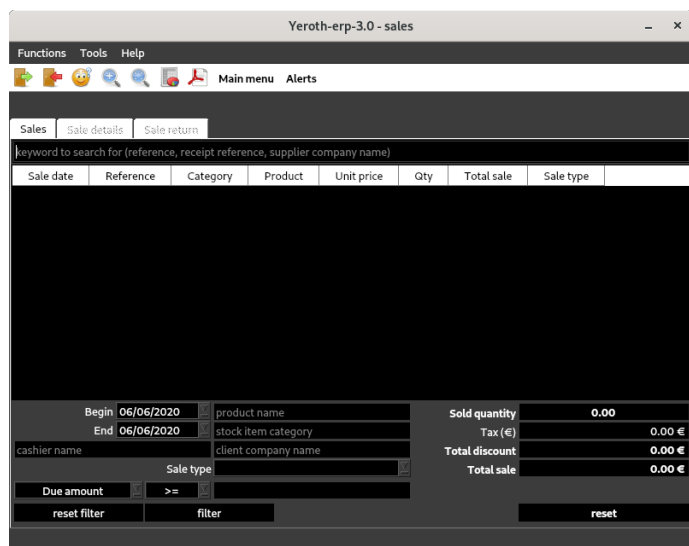 Yeroth-erp-3.0 - sales
Functions Tools Help
Main menu Alerts
Sales Sale details Sale return
keyword to search for (reference, receipt reference, supplier company name)
Sale date Reference Category Product Unit price Qty Total sale Sale type
Begin 06/06/2020 product name Sold quantity 0.00
End 06/06/2020 stock item category Tax (€) 0.00 €
cashier name client company name Total discount 0.00 €
Sale type Total sale 0.00 €
Due amount >=
reset filter filter reset